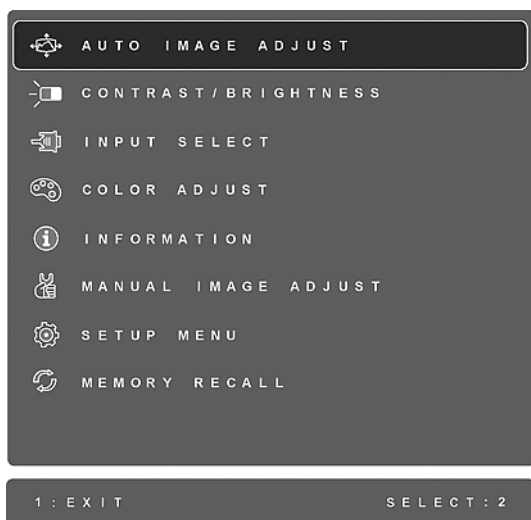 AUTO IMAGE ADJUST
CONTRAST/BRIGHTNESS
INPUT SELECT
COLOR ADJUST
INFORMATION
MANUAL IMAGE ADJUST
SETUP MENU
MEMORY RECALL
1:EXIT SELECT:2